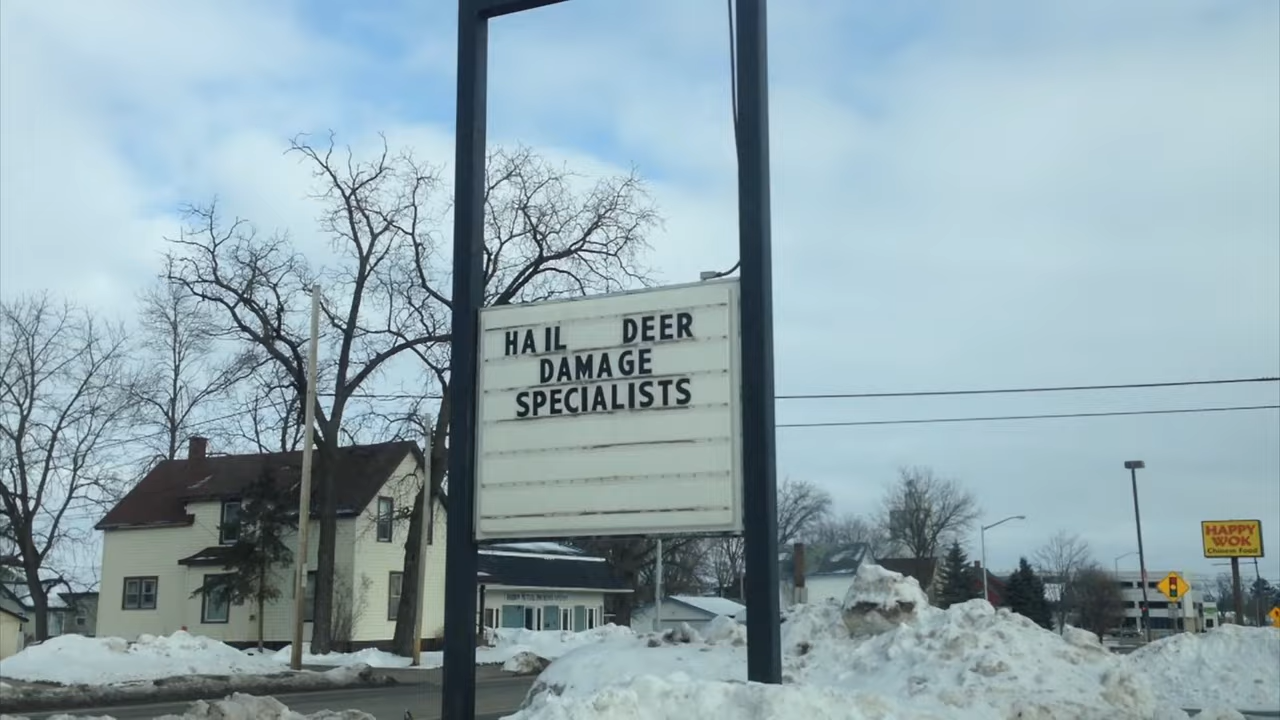 HAIL DEER
DAMAGE
SPECIALISTS
HAPPY
WOK
Chinese Food